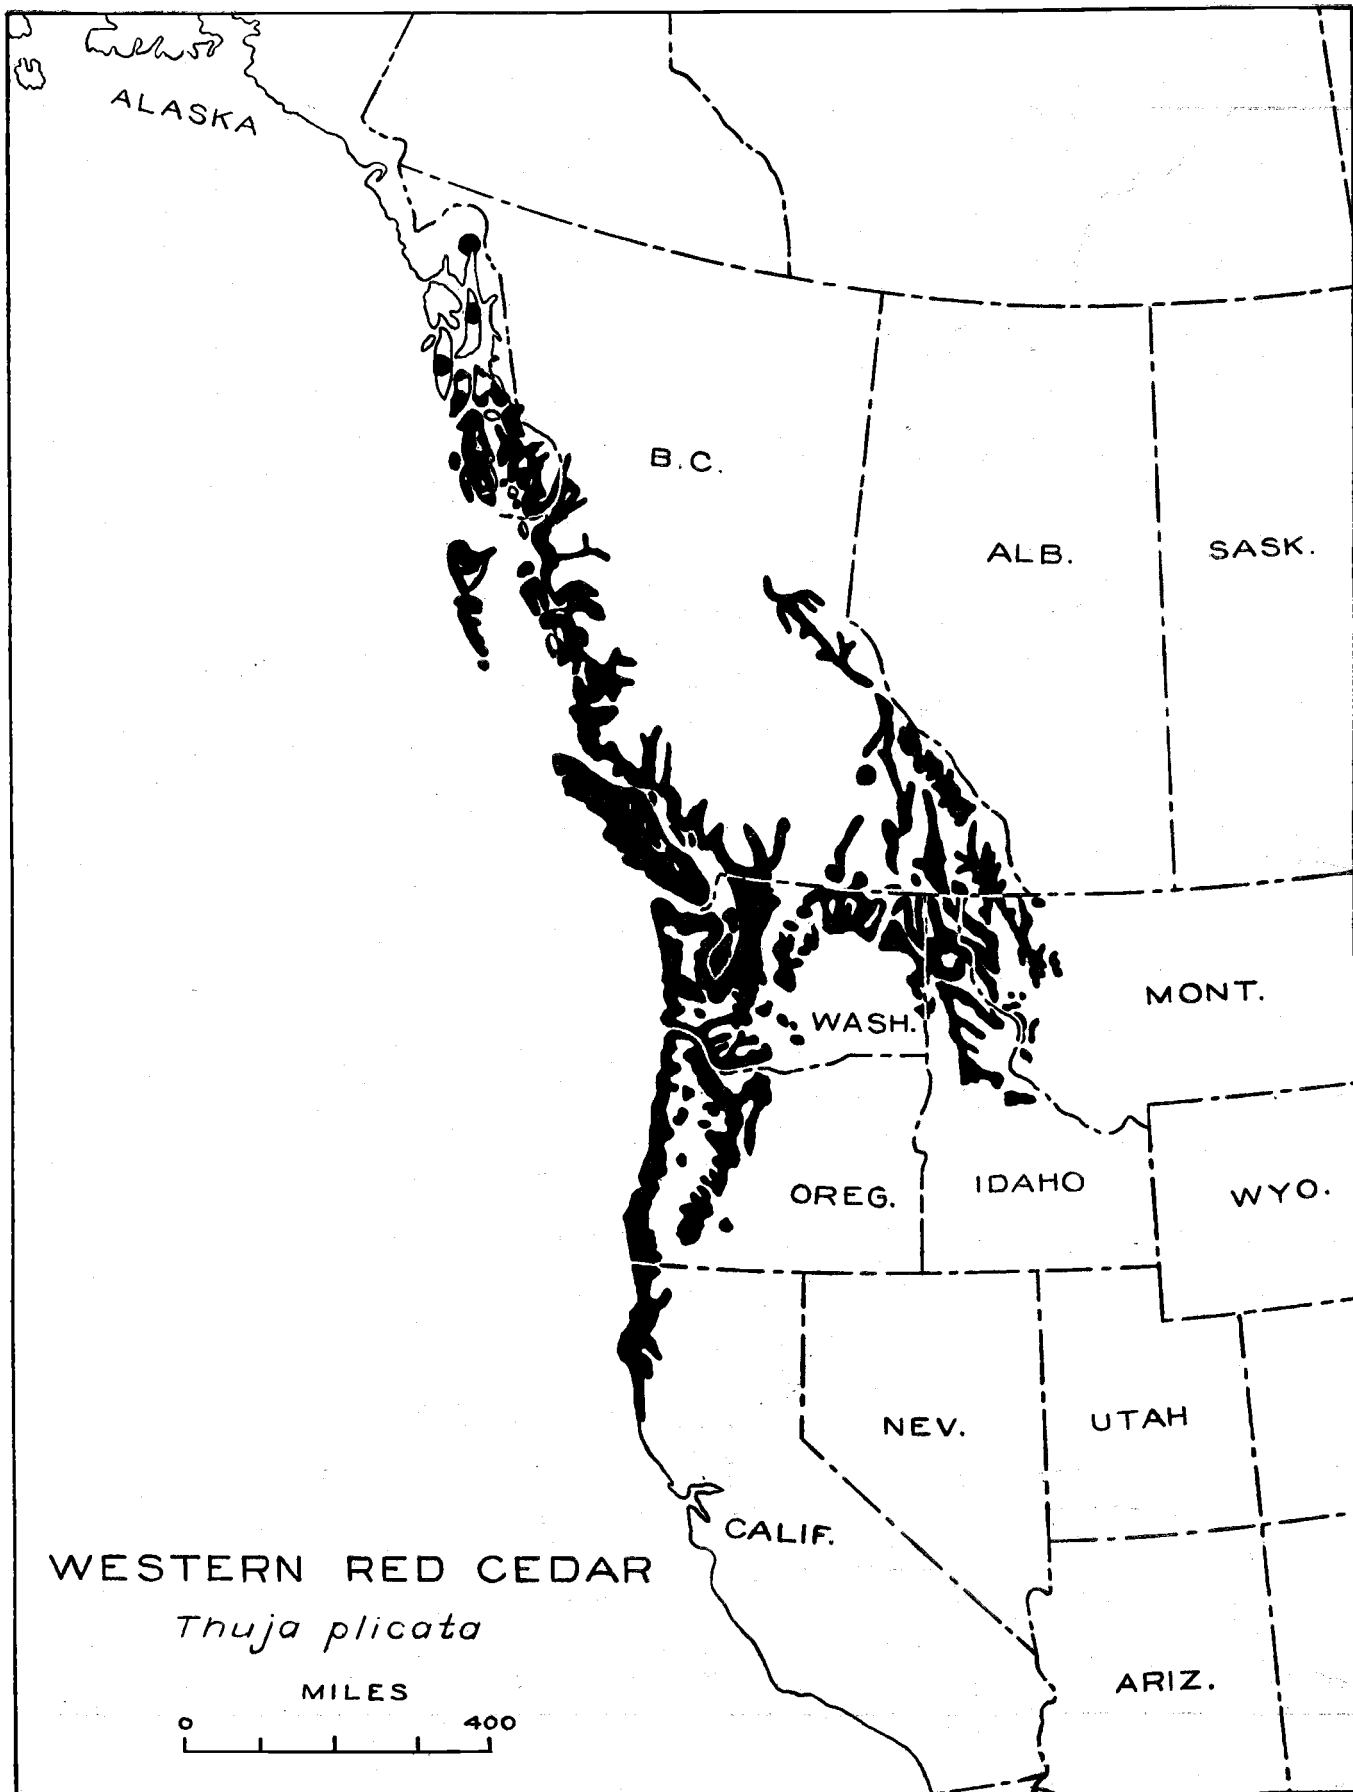 ALASKA
B.C.
ALB.
SASK.
MONT.
WASH.
OREG.
IDAHO
WYO.
NEV.
UTAH
CALIF.
WESTERN RED CEDAR
Thuja plicata
MILES
0 400
ARIZ.